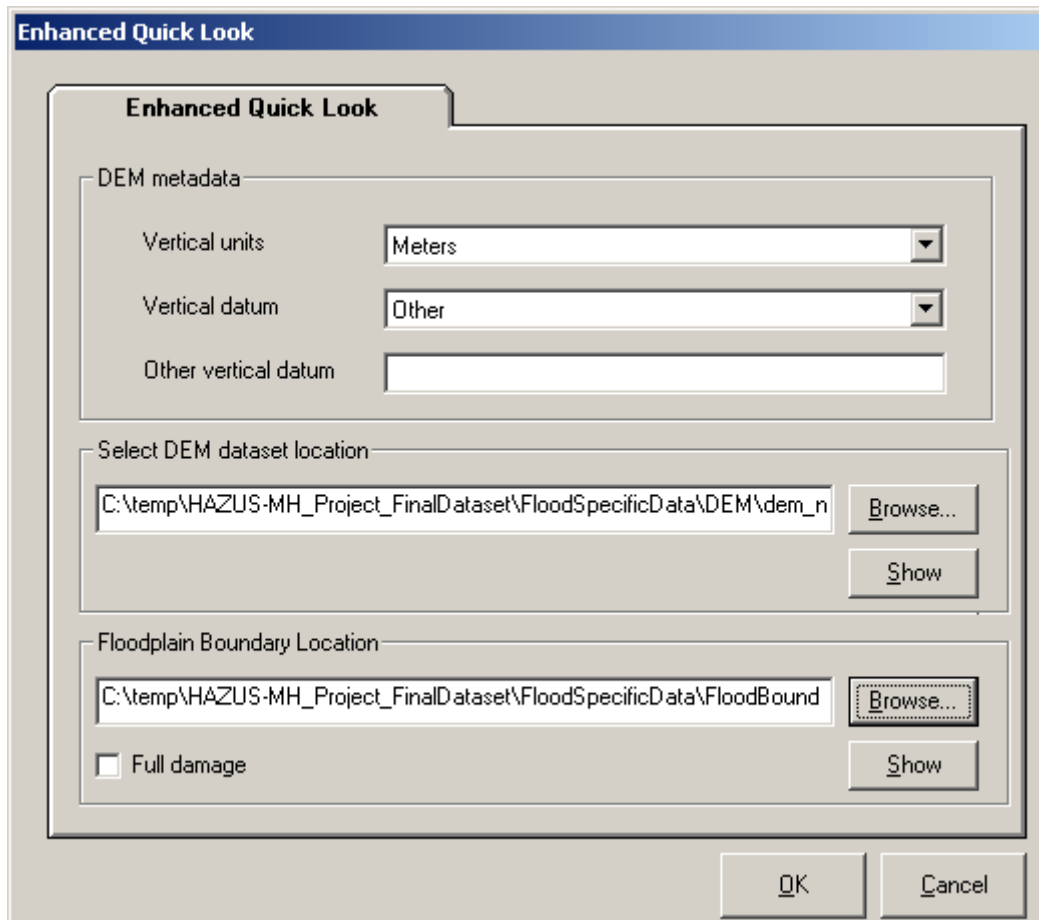 Enhanced Quick Look
Enhanced Quick Look
DEM metadata
Vertical units
Meters
Vertical datum
Other
Other vertical datum
Select DEM dataset location
C:\temp\HAZUS-MH_Project_FinalDataset\FloodSpecificData\DEM\dem_n
Browse...
Show
Floodplain Boundary Location
C:\temp\HAZUS-MH_Project_FinalDataset\FloodSpecificData\FloodBound
Browse...
Full damage
Show
OK
Cancel